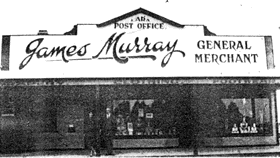 POST OFFICE
James Murray
GENERAL
MERCHANT